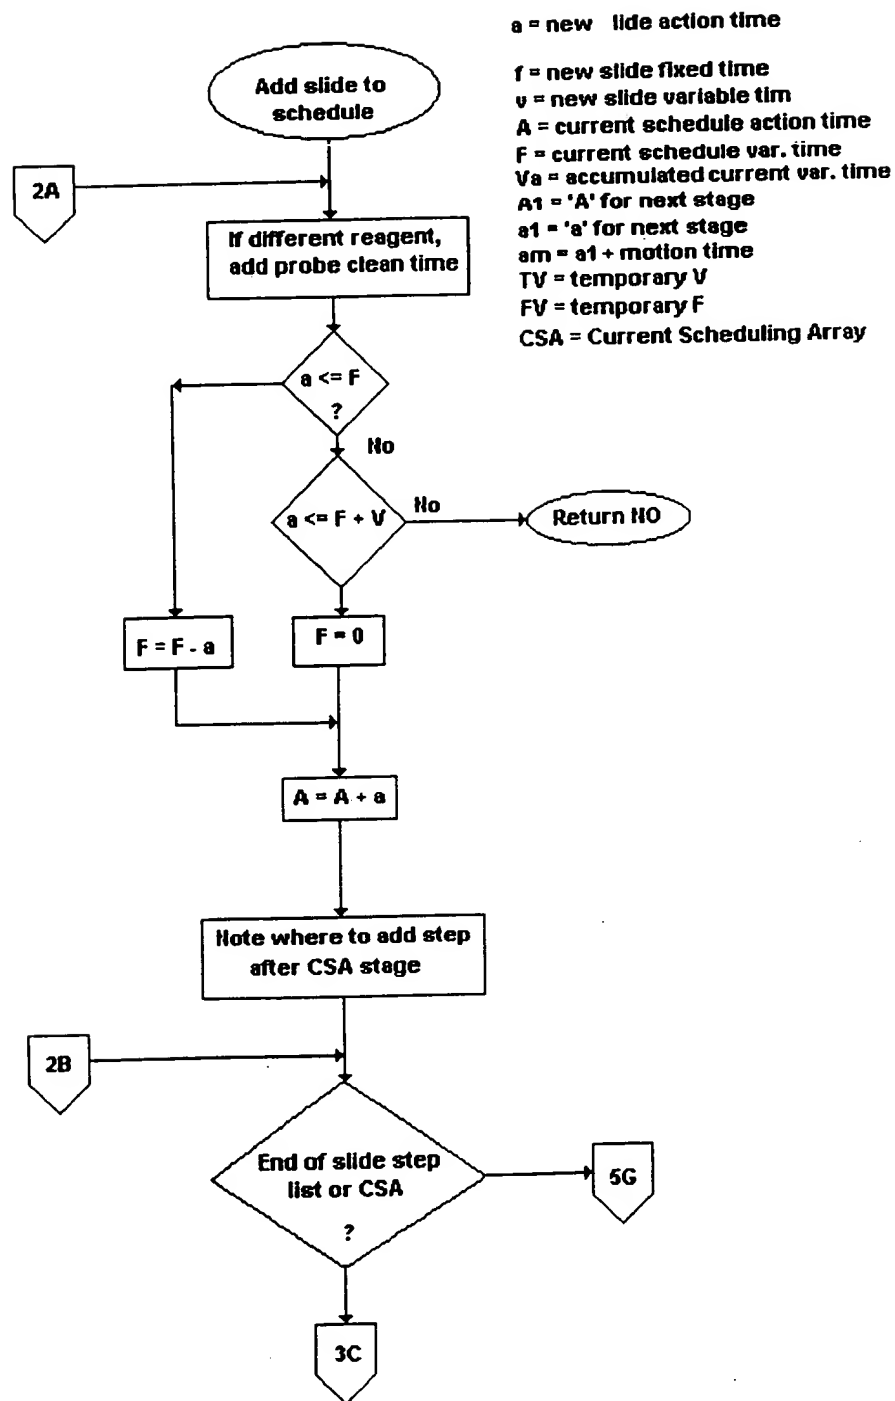 a = new lide action time
f = new slide fixed time
v = new slide variable tim
A = current schedule action time
F = current schedule var. time
Va = accumulated current var. time
A1 = 'A' for next stage
a1 = 'a' for next stage
am = a1 + motion time
TV = temporary V
FV = temporary F
CSA = Current Scheduling Array
Add slide to
schedule
2A
If different reagent,
add probe clean time
a <= F
?
No
a <= F + V
No
Return NO
F = F - a
F = 0
A = A + a
Note where to add step
after CSA stage
2B
End of slide step
list or CSA
?
5G
3C